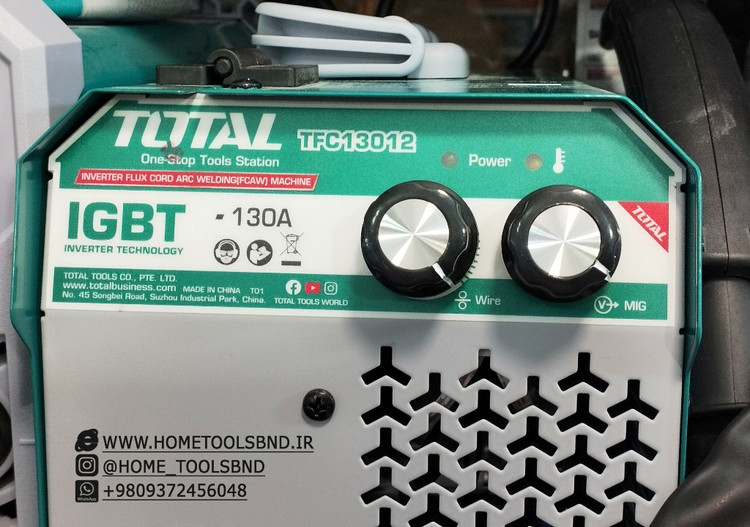 TOTAL TFC13012
One-Stop Tools Station
Power
INVERTER FLUX CORD ARC WELDING(FCAW) MACHINE
IGBT
INVERTER TECHNOLOGY
- 130A
TOTAL
TOTAL TOOLS CO., PTE. LTD.
www.totalbusiness.com MADE IN CHINA T01
No. 45 Songbei Road, Suzhou Industrial Park, China.
TOTAL TOOLS WORLD
Wire
V MIG
WWW.HOMETOOLSBND.IR
@HOME_TOOLSBND
WhatsApp
+9809372456048